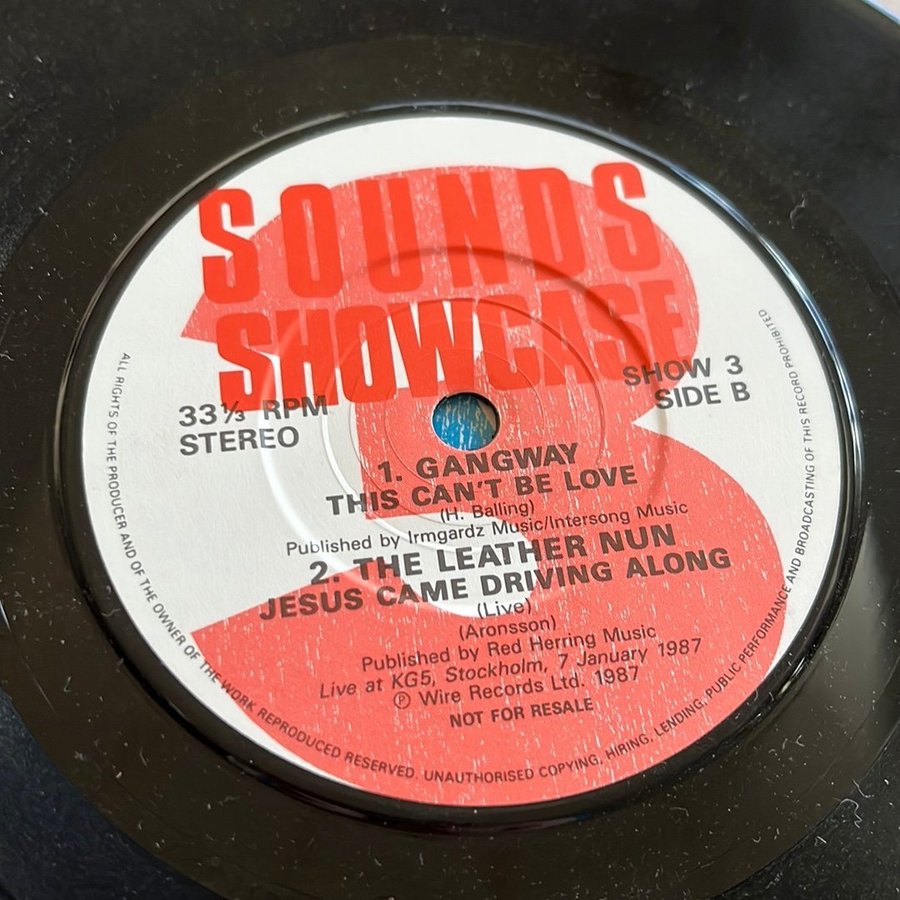 SOUNDS
SHOWCASE
33⅓ RPM
STEREO
SHOW 3
SIDE B
1. GANGWAY
THIS CAN'T BE LOVE
(H. Balling)
Published by Irmgardz Music/Intersong Music
2. THE LEATHER NUN
JESUS CAME DRIVING ALONG
(Live)
(Aronsson)
Published by Red Herring Music
Live at KG5, Stockholm, 7 January 1987
℗ Wire Records Ltd. 1987
NOT FOR RESALE
ALL RIGHTS OF THE PRODUCER AND OF THE OWNER OF THE WORK REPRODUCED RESERVED. UNAUTHORISED COPYING, HIRING, LENDING, PUBLIC PERFORMANCE AND BROADCASTING OF THIS RECORD PROHIBITED
3